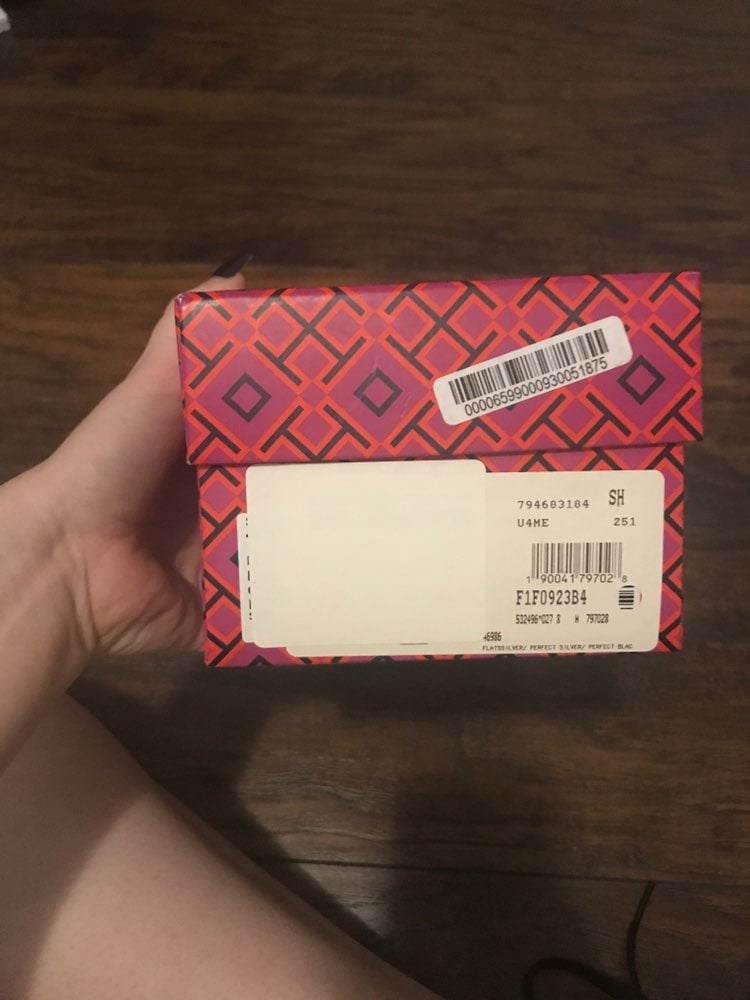 00006599000930051875
794683184 SH
U4ME 251
1 90041 79702 8
F1F0923B4
532496*027 8 H 797028
46986
FLATSSILVER/ PERFECT SILVER/ PERFECT BLAC